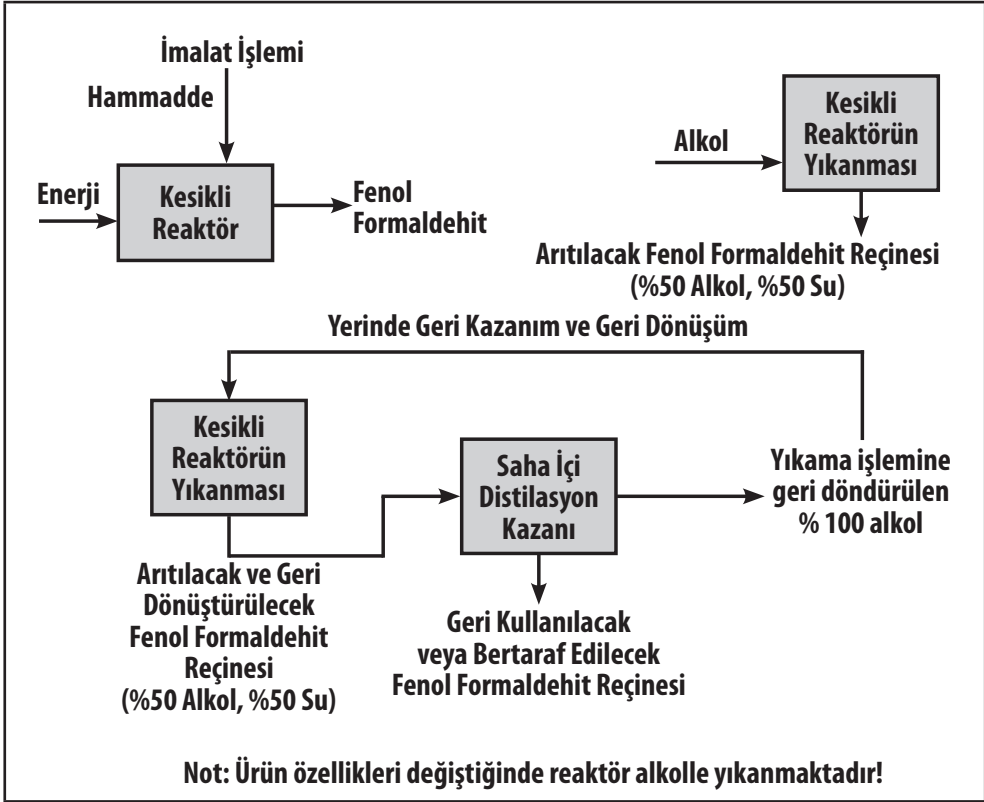 İmalat İşlemi
Hammadde
Enerji
Kesikli
Reaktör
Fenol
Formaldehit
Alkol
Kesikli
Reaktörün
Yıkanması
Arıtılacak Fenol Formaldehit Reçinesi
(%50 Alkol, %50 Su)
Yerinde Geri Kazanım ve Geri Dönüşüm
Kesikli
Reaktörün
Yıkanması
Arıtılacak ve Geri
Dönüştürülecek
Fenol Formaldehit
Reçinesi
(%50 Alkol, %50 Su)
Saha İçi
Distilasyon
Kazanı
Geri Kullanılacak
veya Bertaraf Edilecek
Fenol Formaldehit Reçinesi
Yıkama işlemine
geri döndürülen
% 100 alkol
Not: Ürün özellikleri değiştiğinde reaktör alkolle yıkanmaktadır!